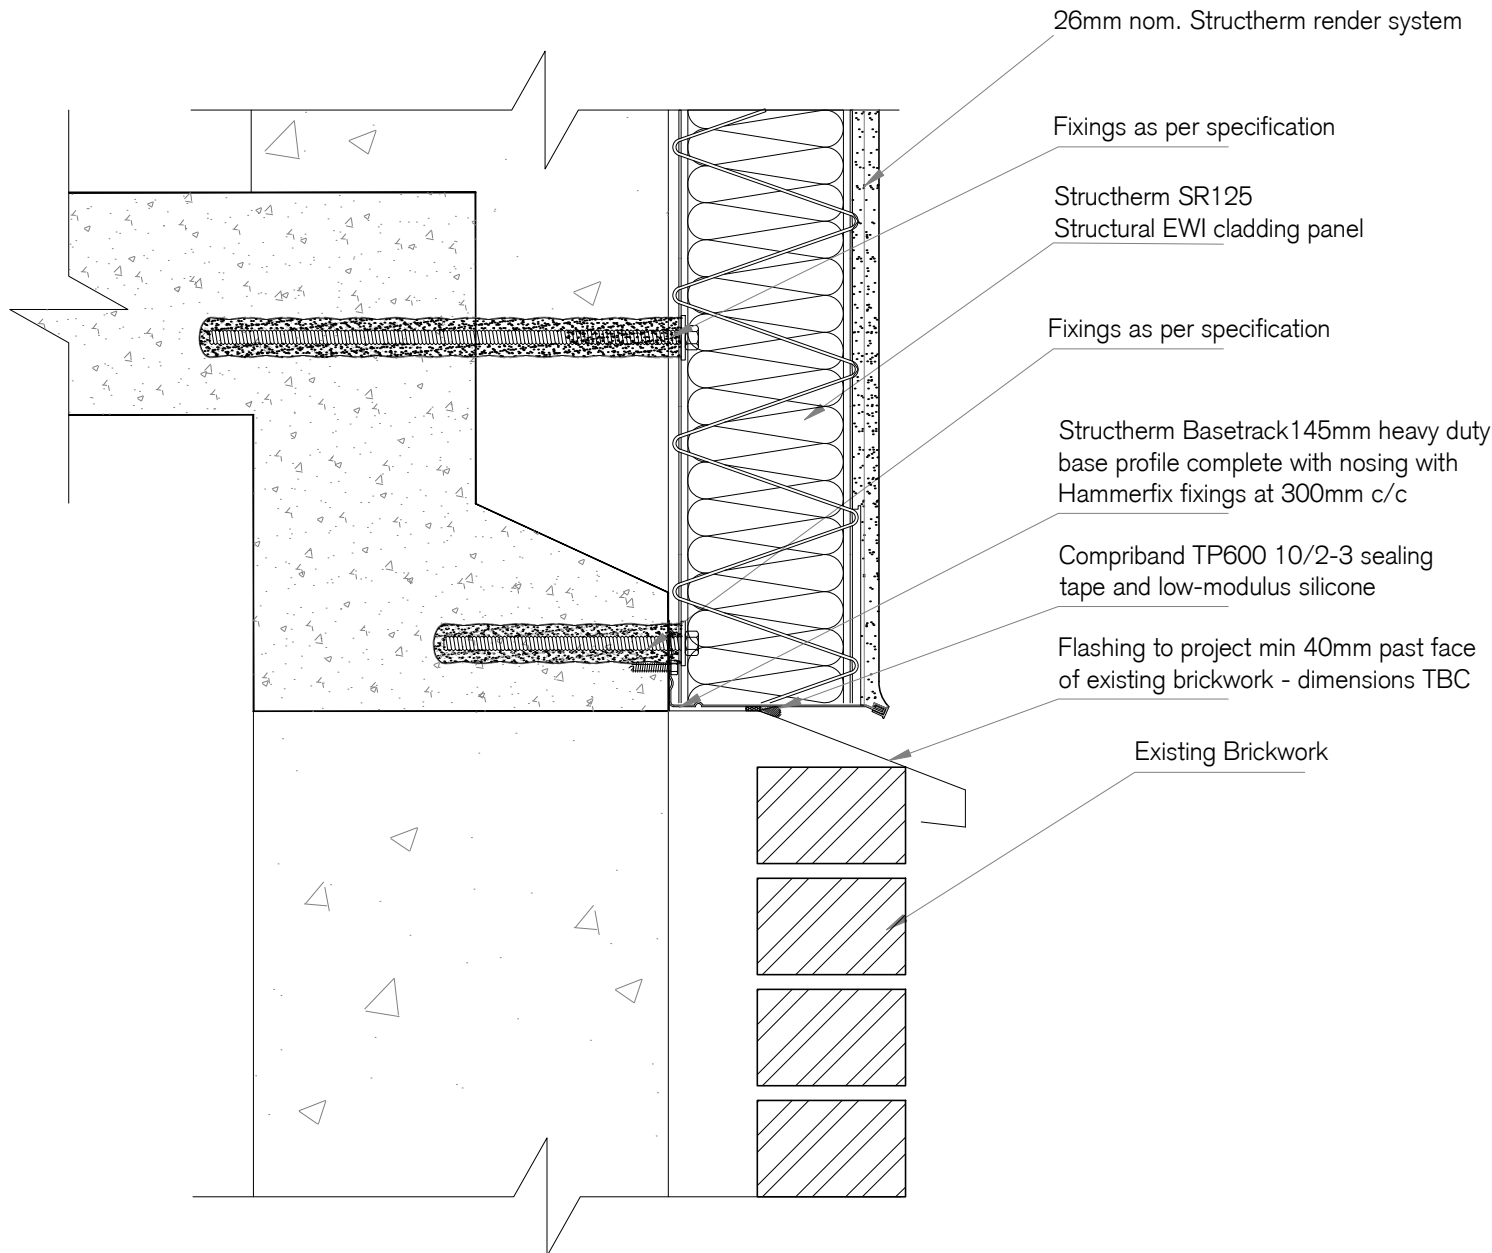 26mm nom. Structherm render system
Fixings as per specification
Structherm SR125
Structural EWI cladding panel
Fixings as per specification
Structherm Basetrack145mm heavy duty
base profile complete with nosing with
Hammerfix fixings at 300mm c/c
Compriband TP600 10/2-3 sealing
tape and low-modulus silicone
Flashing to project min 40mm past face
of existing brickwork - dimensions TBC
Existing Brickwork